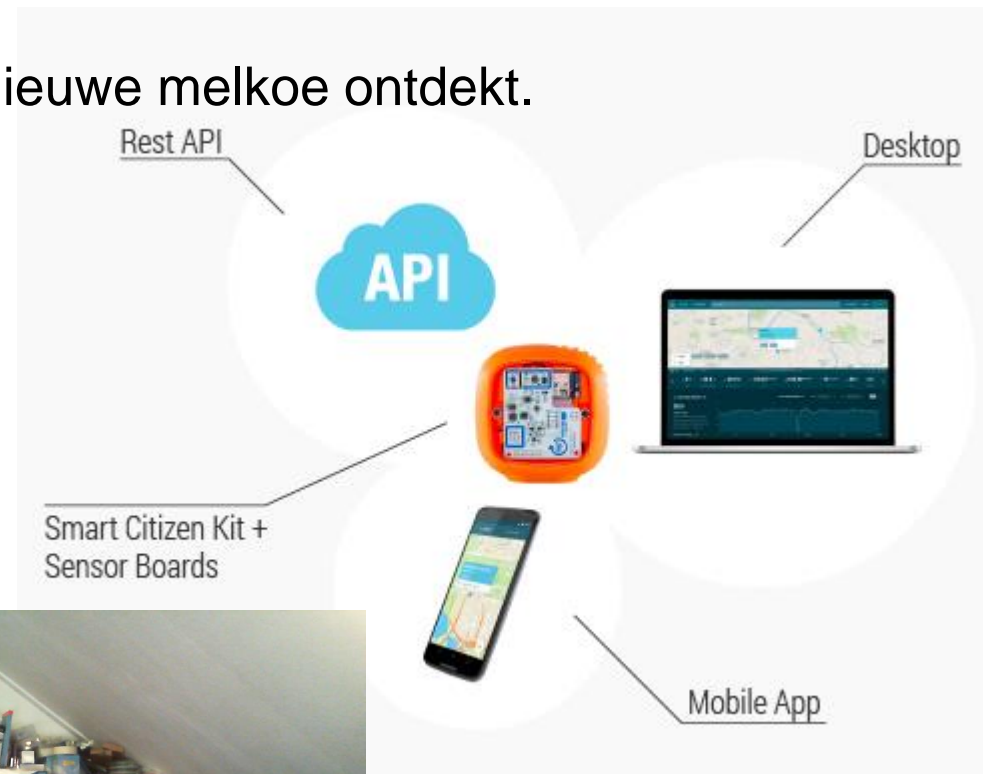 ieuwe melkoe ontdekt.
Rest API
Desktop
API
Smart Citizen Kit +
Sensor Boards
Mobile App